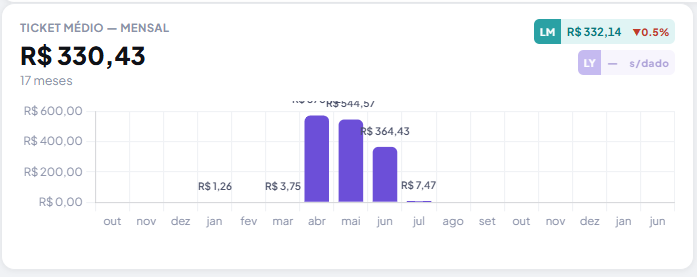 TICKET MÉDIO — MENSAL
LM R$ 332,14 ▼0.5%
R$ 330,43
LY — s/dado
17 meses
R$ 600,00
R$ 544,57
R$ 400,00
R$ 364,43
R$ 200,00
R$ 1,26
R$ 3,75
R$ 7,47
R$ 0,00
out nov dez jan fev mar abr mai jun jul ago set out nov dez jan jun